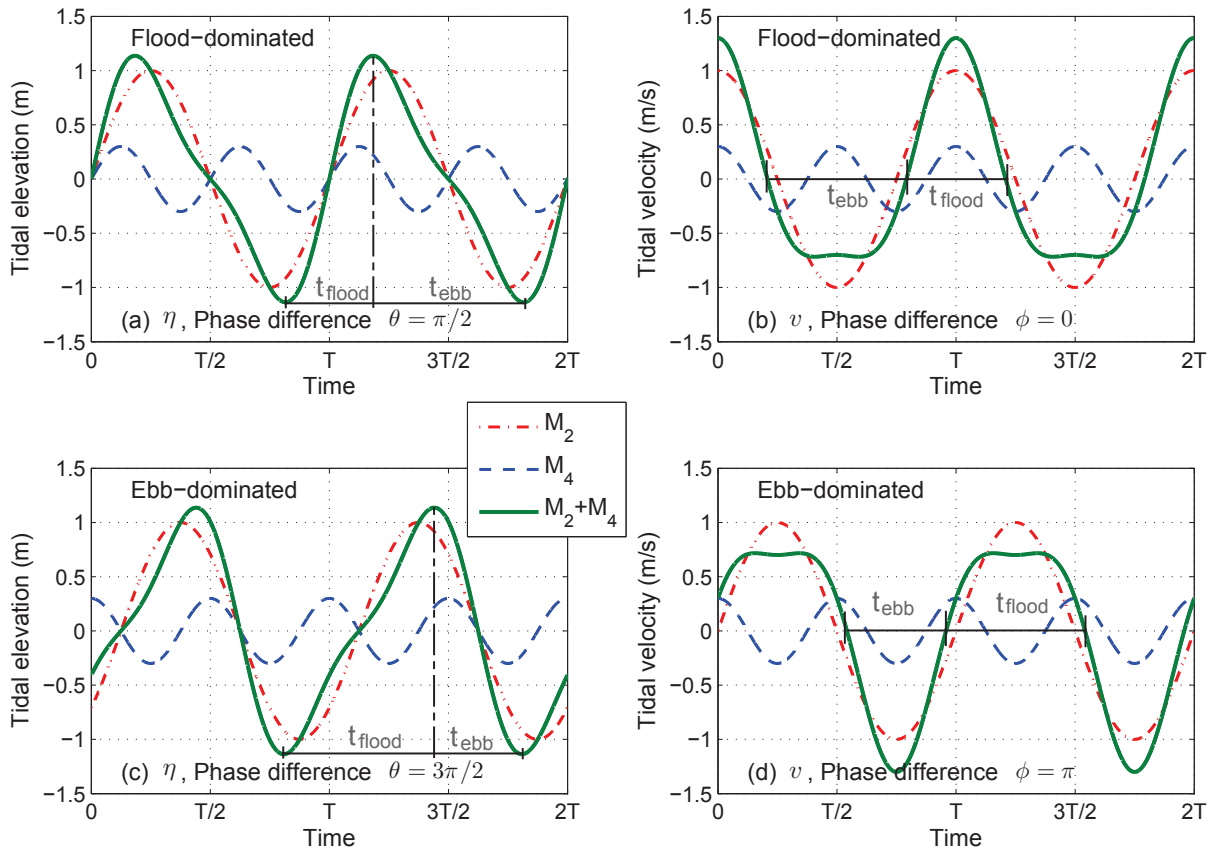 Flood−dominated
Tidal elevation (m)
1.5
1
0.5
0
−0.5
−1
−1.5
t_flood
t_ebb
(a) η , Phase difference θ = π/2
0 T/2 T 3T/2 2T
Time
Flood−dominated
Tidal velocity (m/s)
1.5
1
0.5
0
−0.5
−1
−1.5
t_ebb
t_flood
(b) v , Phase difference ϕ = 0
0 T/2 T 3T/2 2T
Time
M_2
M_4
M_2+M_4
Ebb−dominated
Tidal elevation (m)
1.5
1
0.5
0
−0.5
−1
−1.5
t_flood
t_ebb
(c) η , Phase difference θ = 3π/2
0 T/2 T 3T/2 2T
Time
Ebb−dominated
Tidal velocity (m/s)
1.5
1
0.5
0
−0.5
−1
−1.5
t_ebb
t_flood
(d) v , Phase difference ϕ = π
0 T/2 T 3T/2 2T
Time